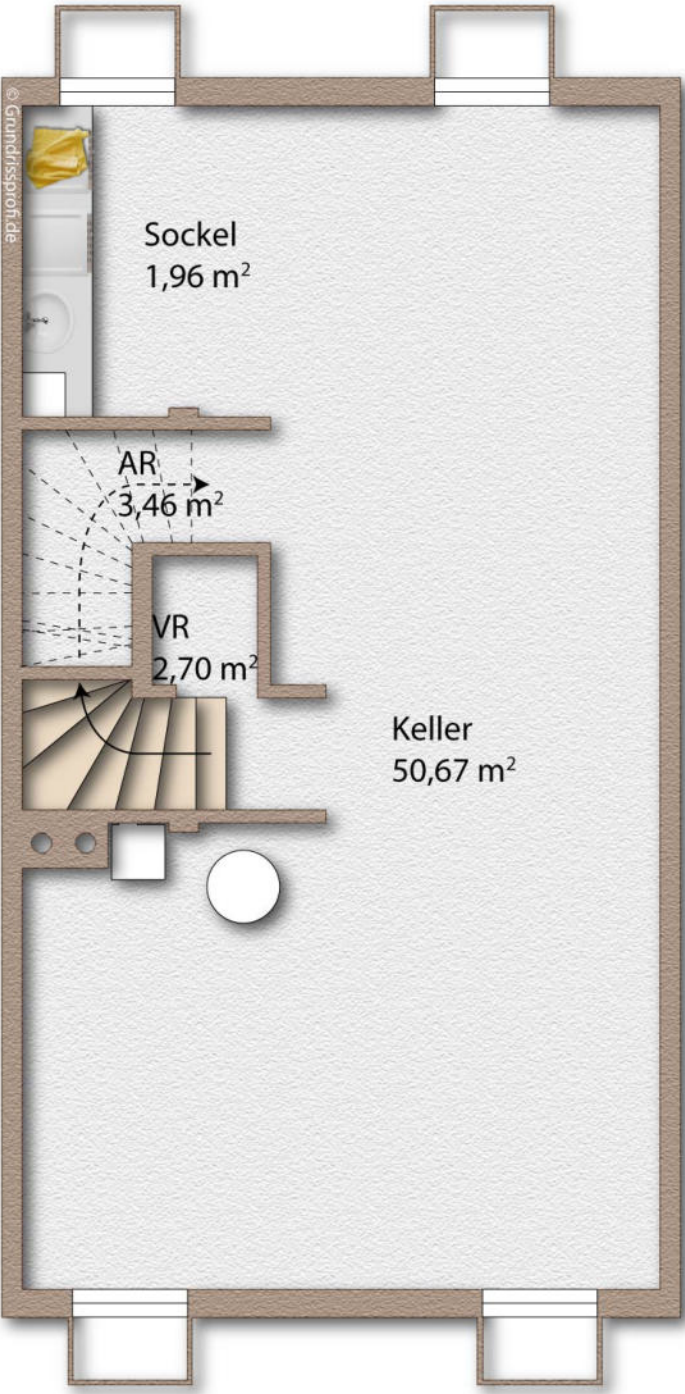 © Grundrissprofi.de
Sockel
1,96 m²
AR
3,46 m²
VR
2,70 m²
Keller
50,67 m²